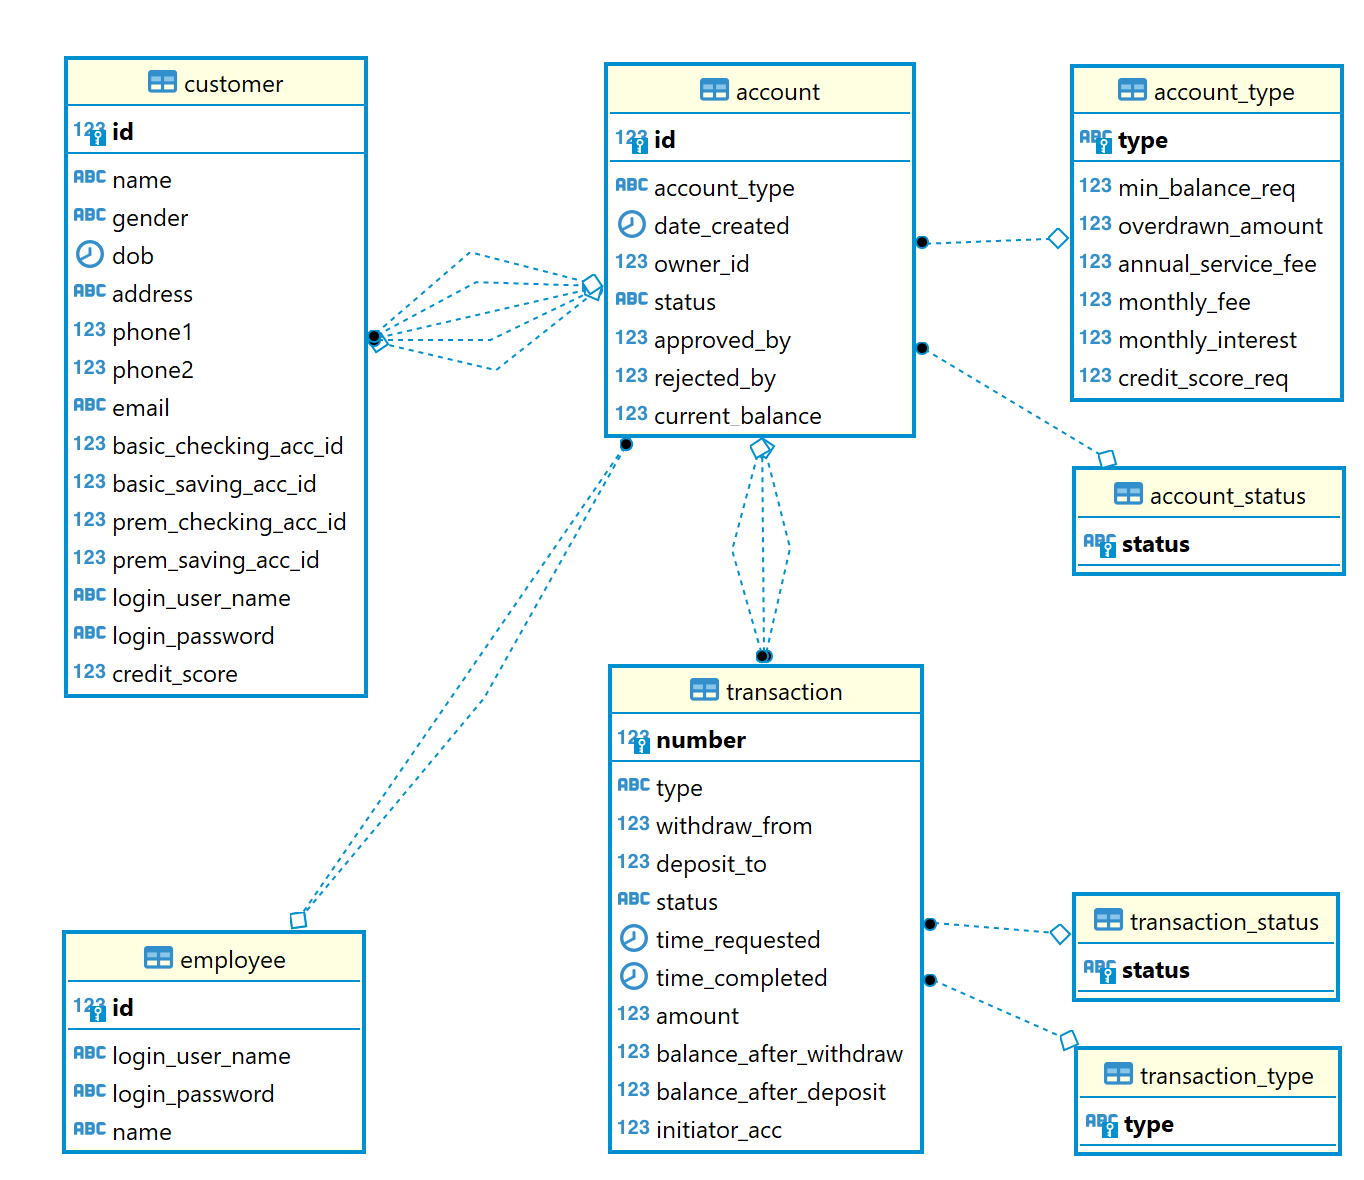 customer
123 id
ABC name
ABC gender
dob
ABC address
123 phone1
123 phone2
ABC email
123 basic_checking_acc_id
123 basic_saving_acc_id
123 prem_checking_acc_id
123 prem_saving_acc_id
ABC login_user_name
ABC login_password
123 credit_score
account
123 id
ABC account_type
date_created
123 owner_id
ABC status
123 approved_by
123 rejected_by
123 current_balance
account_type
ABC type
123 min_balance_req
123 overdrawn_amount
123 annual_service_fee
123 monthly_fee
123 monthly_interest
123 credit_score_req
account_status
ABC status
transaction
123 number
ABC type
123 withdraw_from
123 deposit_to
ABC status
time_requested
time_completed
123 amount
123 balance_after_withdraw
123 balance_after_deposit
123 initiator_acc
employee
123 id
ABC login_user_name
ABC login_password
ABC name
transaction_status
ABC status
transaction_type
ABC type